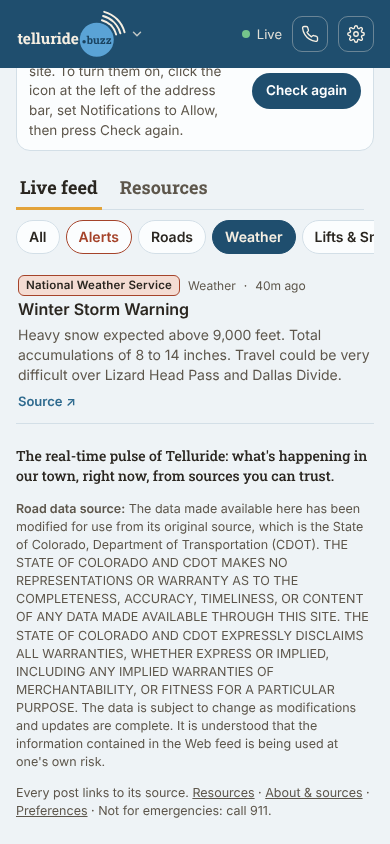 telluride .buzz
Live
site. To turn them on, click the
icon at the left of the address
bar, set Notifications to Allow,
then press Check again.
Check again
Live feed Resources
All Alerts Roads Weather Lifts & Sr
National Weather Service Weather · 40m ago
Winter Storm Warning
Heavy snow expected above 9,000 feet. Total
accumulations of 8 to 14 inches. Travel could be very
difficult over Lizard Head Pass and Dallas Divide.
Source ↗
The real-time pulse of Telluride: what's happening in
our town, right now, from sources you can trust.
Road data source: The data made available here has been
modified for use from its original source, which is the State
of Colorado, Department of Transportation (CDOT). THE
STATE OF COLORADO AND CDOT MAKES NO
REPRESENTATIONS OR WARRANTY AS TO THE
COMPLETENESS, ACCURACY, TIMELINESS, OR CONTENT
OF ANY DATA MADE AVAILABLE THROUGH THIS SITE. THE
STATE OF COLORADO AND CDOT EXPRESSLY DISCLAIMS
ALL WARRANTIES, WHETHER EXPRESS OR IMPLIED,
INCLUDING ANY IMPLIED WARRANTIES OF
MERCHANTABILITY, OR FITNESS FOR A PARTICULAR
PURPOSE. The data is subject to change as modifications
and updates are complete. It is understood that the
information contained in the Web feed is being used at
one's own risk.
Every post links to its source. Resources · About & sources ·
Preferences · Not for emergencies: call 911.